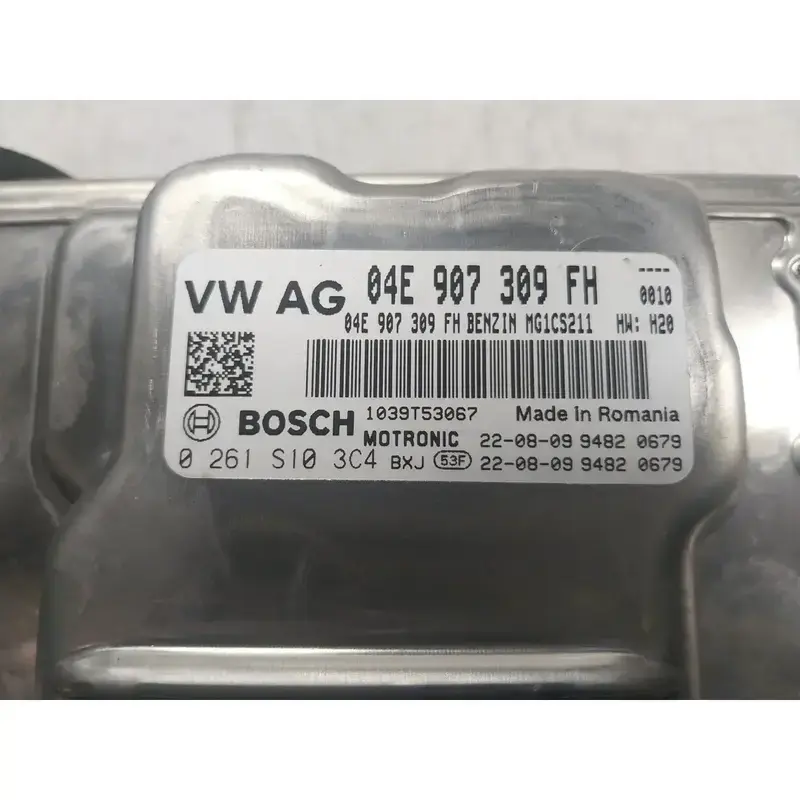 VW AG 04E 907 309 FH ----
0010
04E 907 309 FH BENZIN MG1CS211 HW: H20
BOSCH 1039T53067 Made in Romania
MOTRONIC 22-08-09 9482 0679
0 261 S10 3C4 BXJ 53F 22-08-09 9482 0679